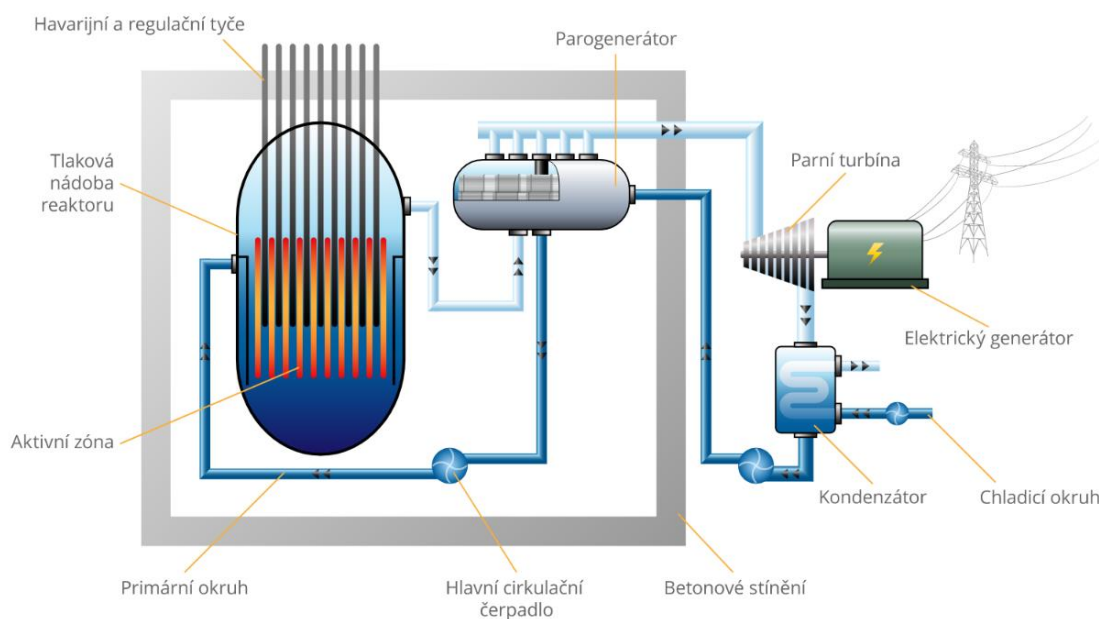 Havarijní a regulační tyče
Parogenerátor
Tlaková
nádoba
reaktoru
Parní turbína
Elektrický generátor
Aktivní zóna
Kondenzátor
Chladicí okruh
Primární okruh
Hlavní cirkulační
čerpadlo
Betonové stínění